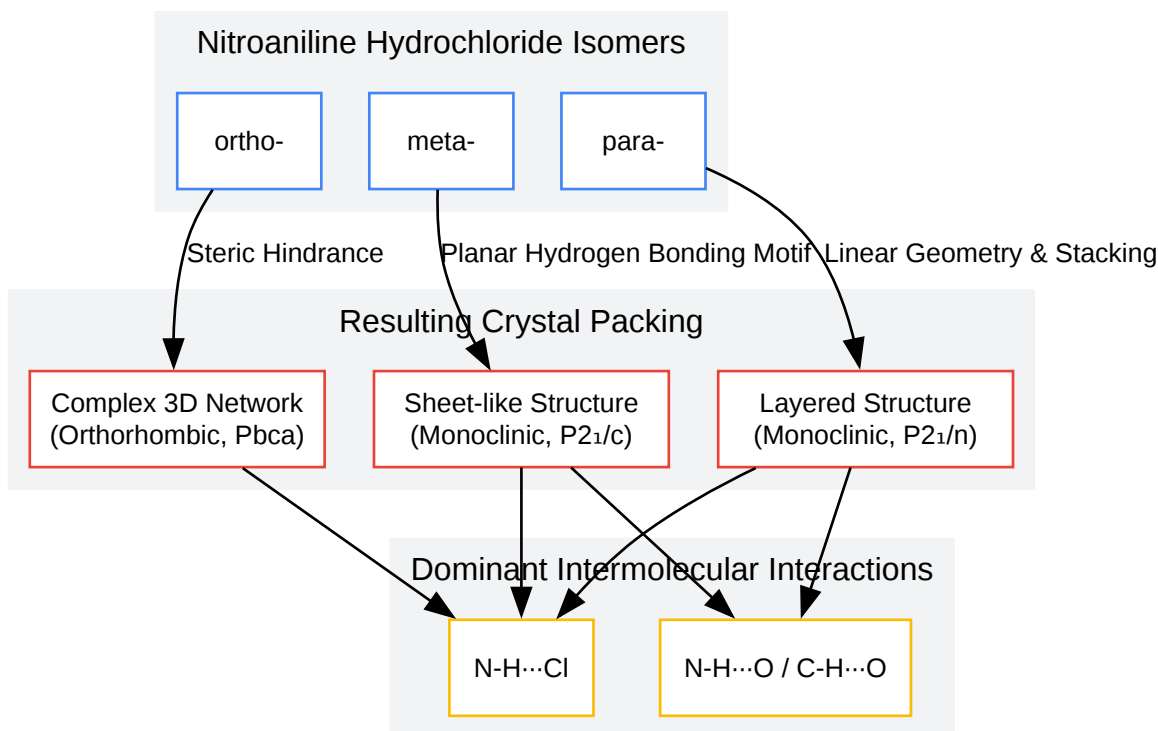 Nitroaniline Hydrochloride Isomers
ortho-
meta-
para-
Steric Hindrance
Planar Hydrogen Bonding Motif
Linear Geometry & Stacking
Resulting Crystal Packing
Complex 3D Network
(Orthorhombic, Pbca)
Sheet-like Structure
(Monoclinic, P2₁/c)
Layered Structure
(Monoclinic, P2₁/n)
Dominant Intermolecular Interactions
N-H···Cl
N-H···O / C-H···O